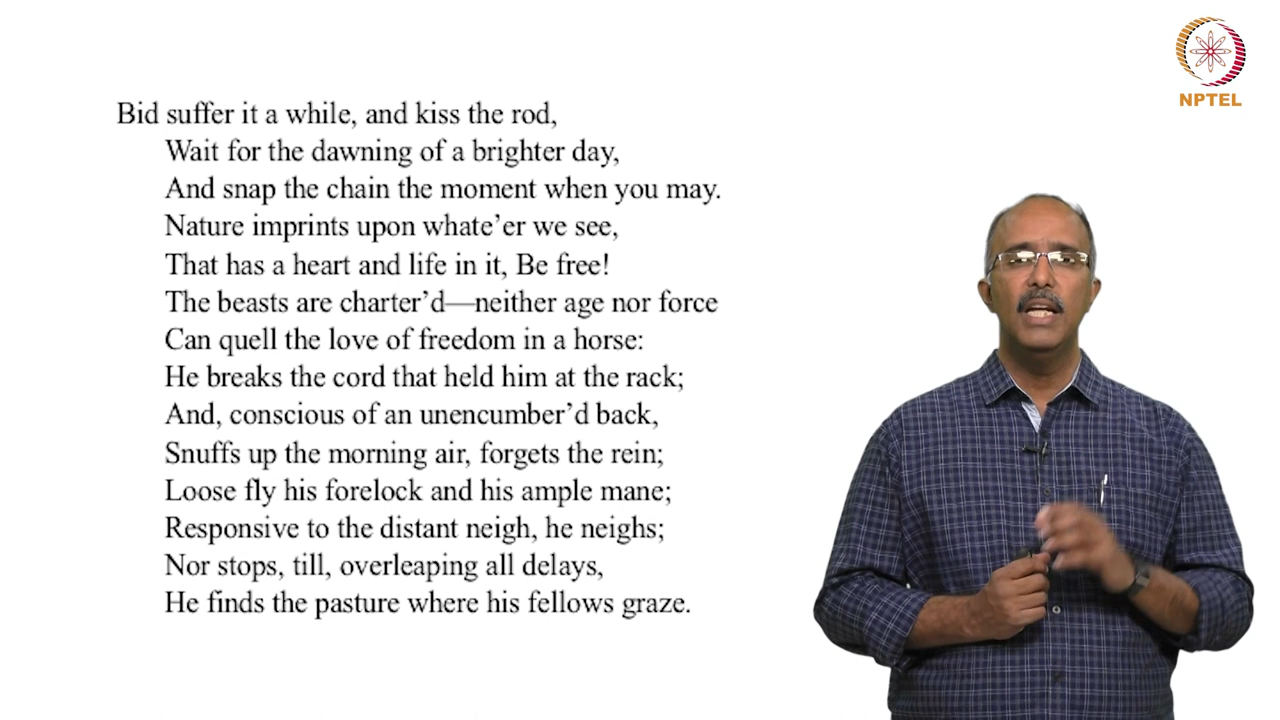 NPTEL
Bid suffer it a while, and kiss the rod,
Wait for the dawning of a brighter day,
And snap the chain the moment when you may.
Nature imprints upon whate’er we see,
That has a heart and life in it, Be free!
The beasts are charter’d—neither age nor force
Can quell the love of freedom in a horse:
He breaks the cord that held him at the rack;
And, conscious of an unencumber’d back,
Snuffs up the morning air, forgets the rein;
Loose fly his forelock and his ample mane;
Responsive to the distant neigh, he neighs;
Nor stops, till, overleaping all delays,
He finds the pasture where his fellows graze.